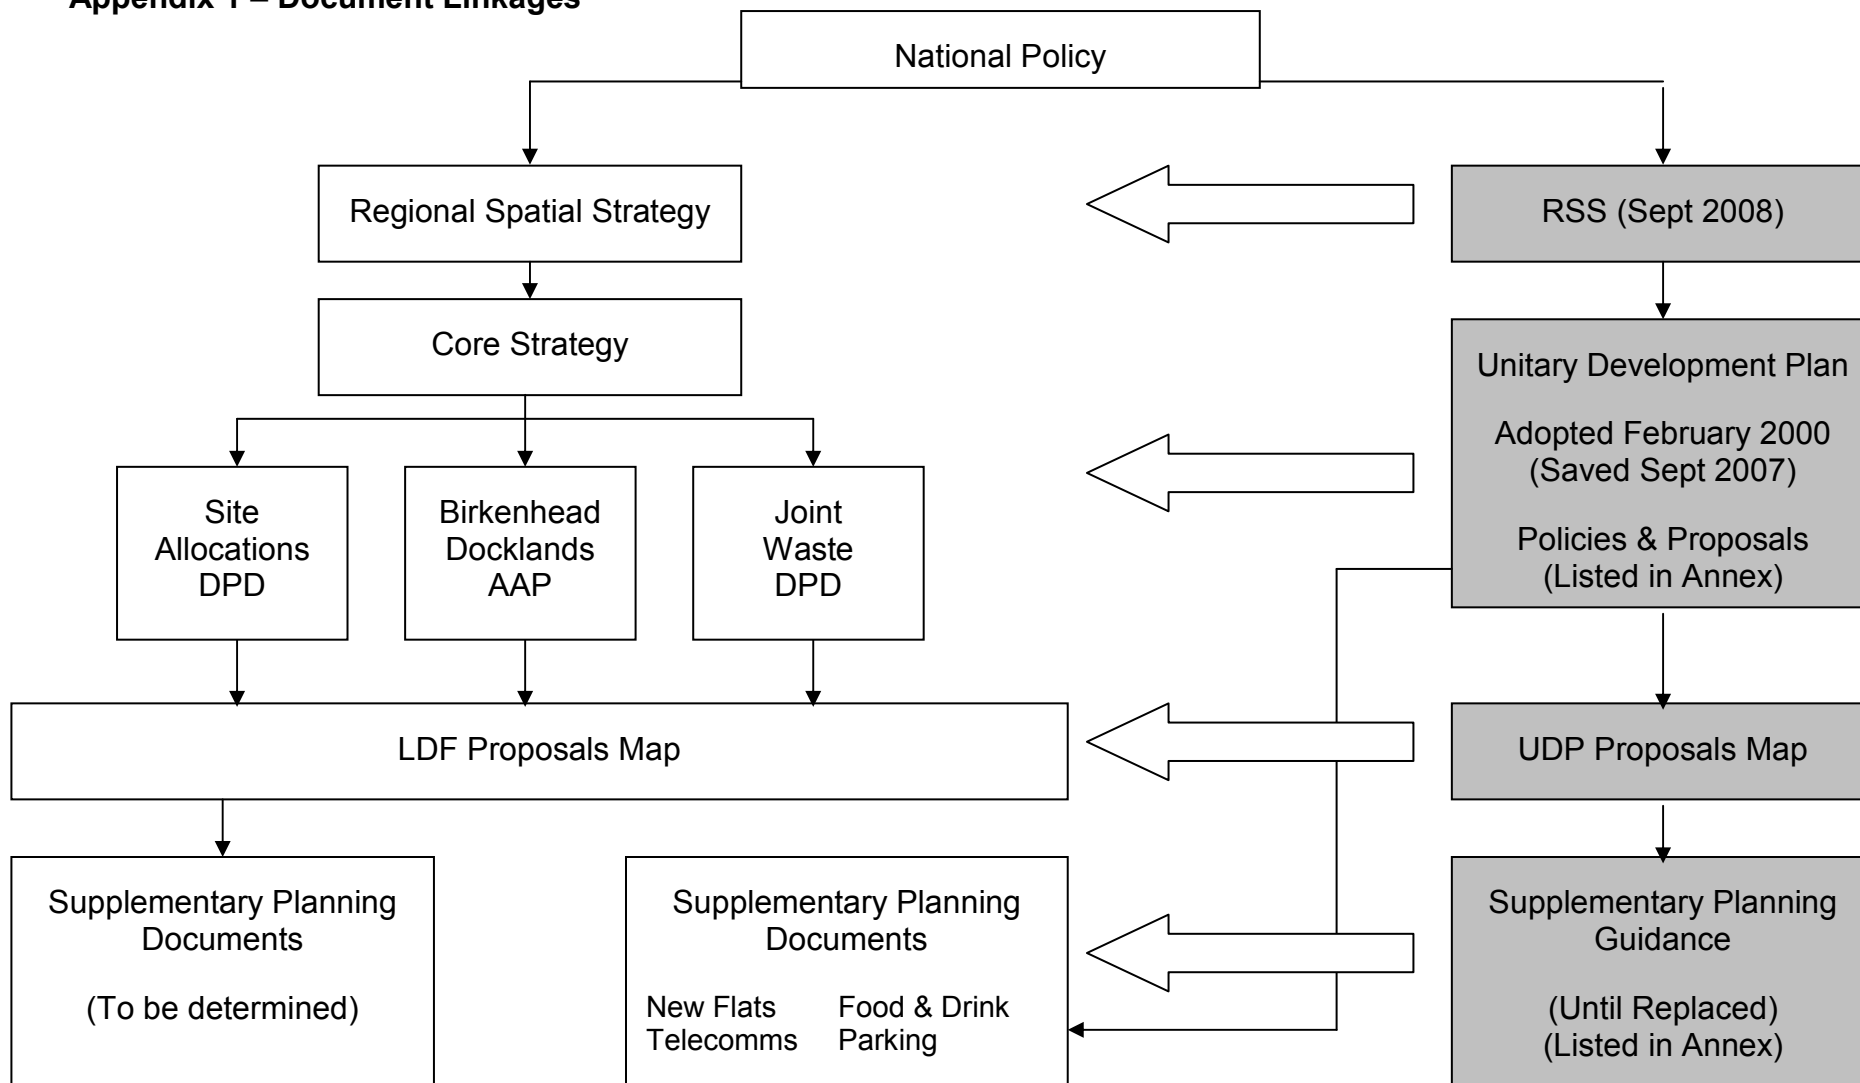 Appendix 1 – Document Linkages
National Policy
Regional Spatial Strategy
RSS (Sept 2008)
Core Strategy
Unitary Development Plan
Adopted February 2000
(Saved Sept 2007)
Policies & Proposals
(Listed in Annex)
Site
Allocations
DPD
Birkenhead
Docklands
AAP
Joint
Waste
DPD
LDF Proposals Map
UDP Proposals Map
Supplementary Planning
Documents
(To be determined)
Supplementary Planning
Documents
New Flats Food & Drink
Telecomms Parking
Supplementary Planning
Guidance
(Until Replaced)
(Listed in Annex)